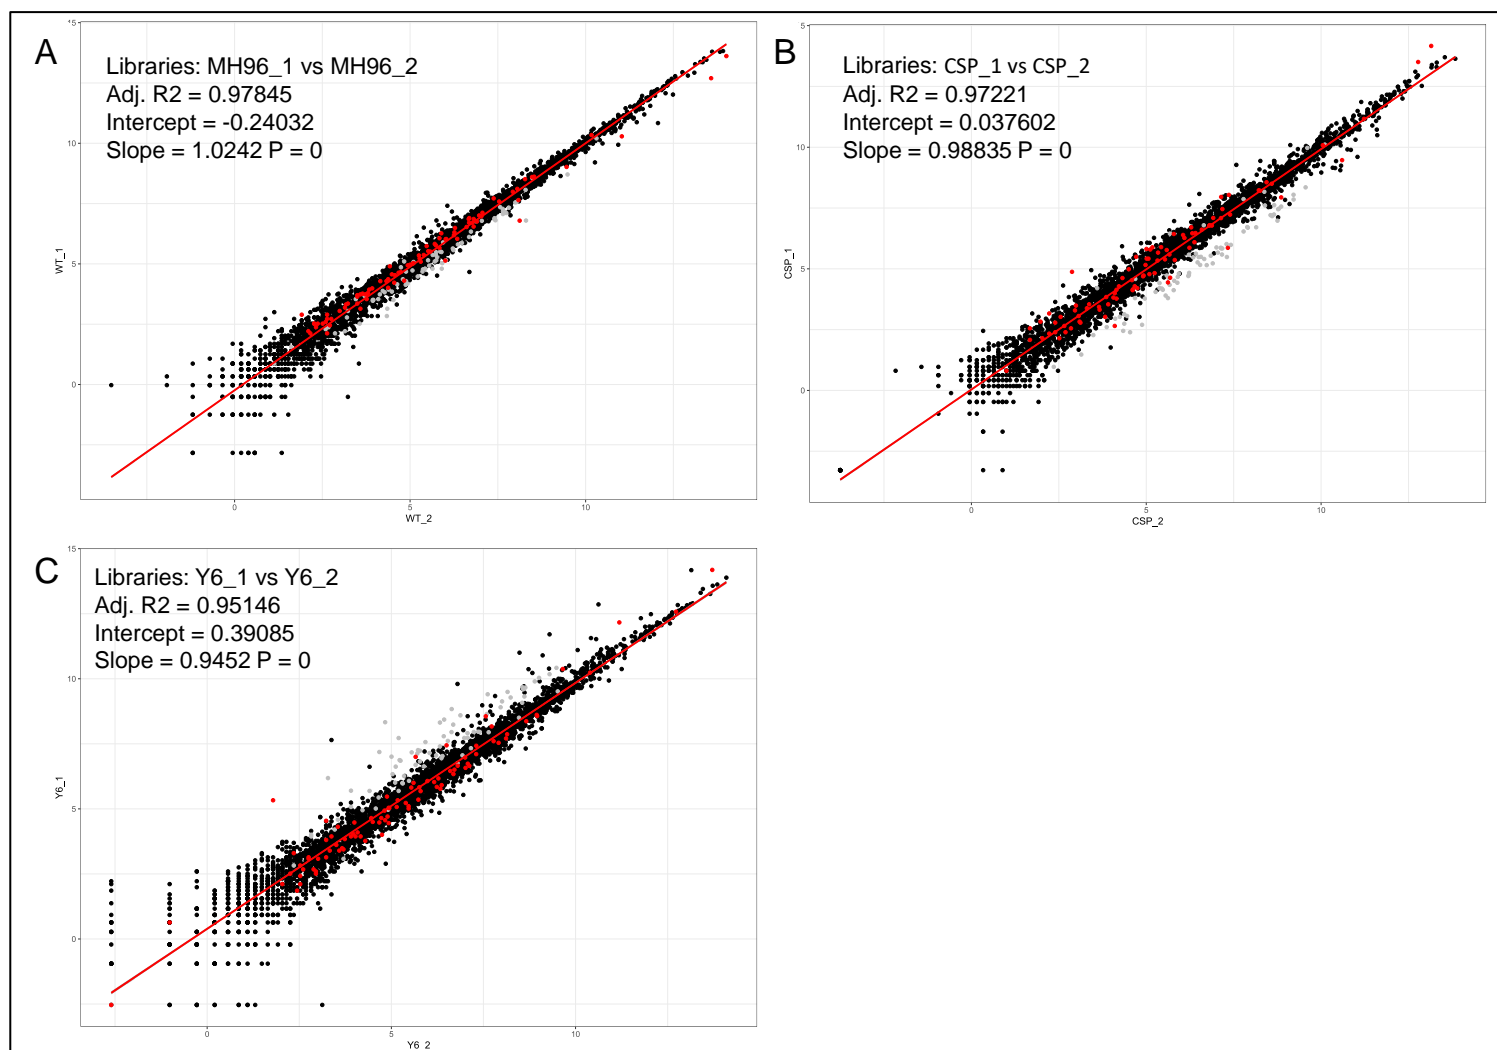 A
Libraries: MH96_1 vs MH96_2
Adj. R2 = 0.97845
Intercept = -0.24032
Slope = 1.0242 P = 0
15
10
5
0
WT_1
0
5
10
WT_2
B
Libraries: CSP_1 vs CSP_2
Adj. R2 = 0.97221
Intercept = 0.037602
Slope = 0.98835 P = 0
5
10
5
0
CSP_1
0
5
10
CSP_2
C
Libraries: Y6_1 vs Y6_2
Adj. R2 = 0.95146
Intercept = 0.39085
Slope = 0.9452 P = 0
15
10
5
0
Y6_1
0
5
10
Y6_2